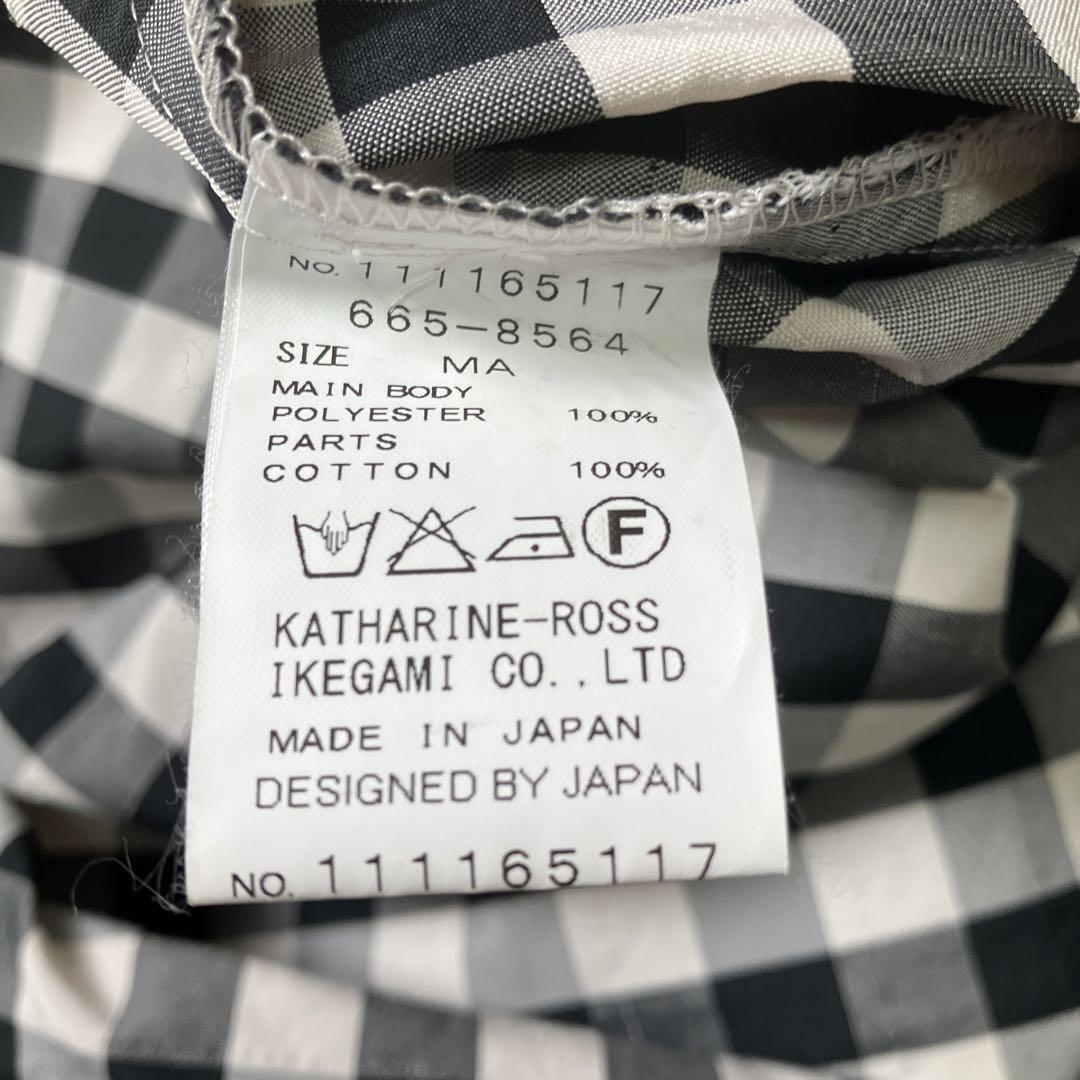 NO. 111165117
665-8564
SIZE MA
MAIN BODY
POLYESTER 100%
PARTS
COTTON 100%
F
KATHARINE-ROSS
IKEGAMI CO.,LTD
MADE IN JAPAN
DESIGNED BY JAPAN
NO. 111165117